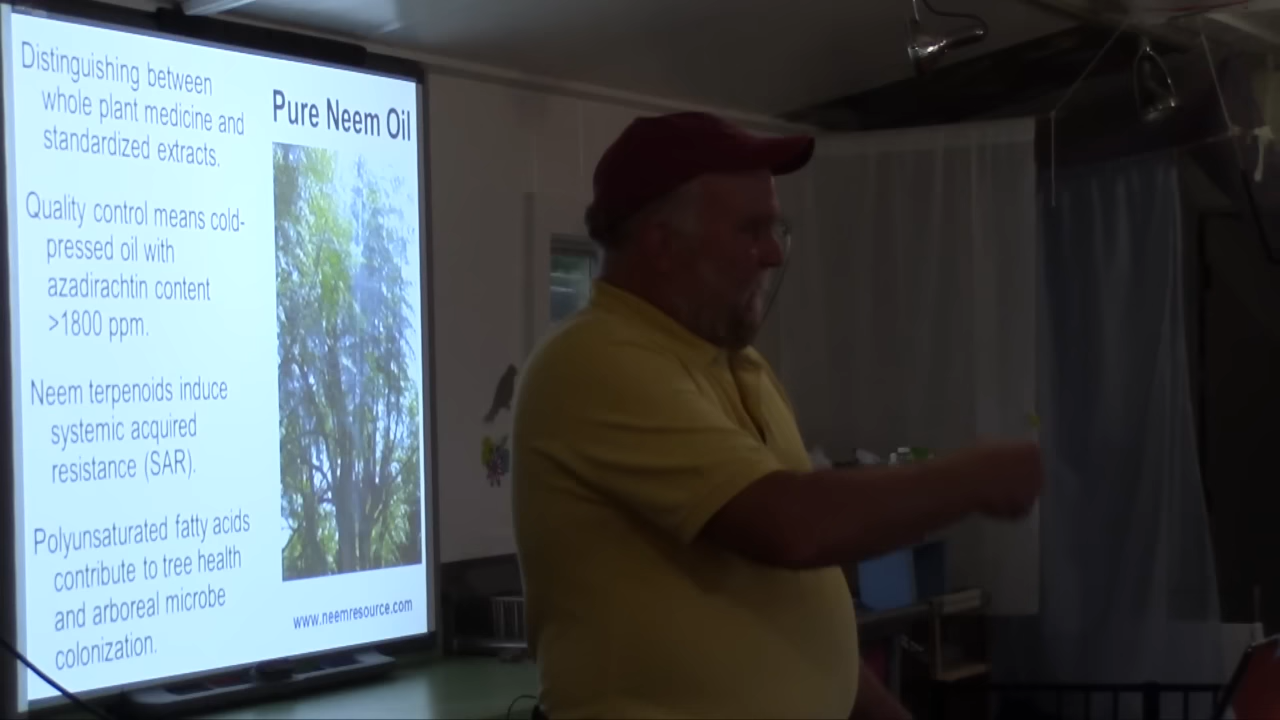 Pure Neem Oil
Distinguishing between
whole plant medicine and
standardized extracts.
Quality control means cold-
pressed oil with
azadirachtin content
>1800 ppm.
Neem terpenoids induce
systemic acquired
resistance (SAR).
Polyunsaturated fatty acids
contribute to tree health
and arboreal microbe
colonization.
www.neemresource.com